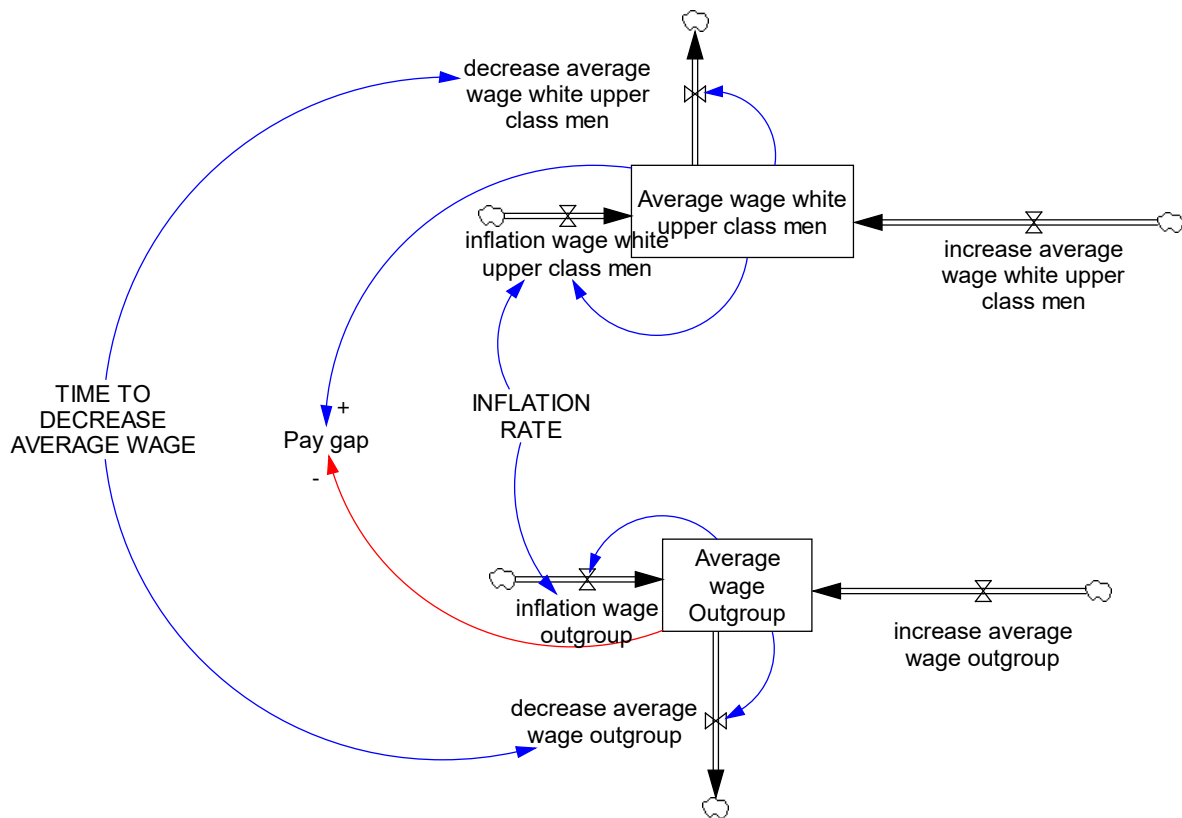 decrease average
wage white upper
class men
Average wage white
upper class men
inflation wage white
upper class men
increase average
wage white upper
class men
TIME TO
DECREASE
AVERAGE WAGE
+
Pay gap
-
INFLATION
RATE
Average
wage
Outgroup
inflation wage
outgroup
increase average
wage outgroup
decrease average
wage outgroup